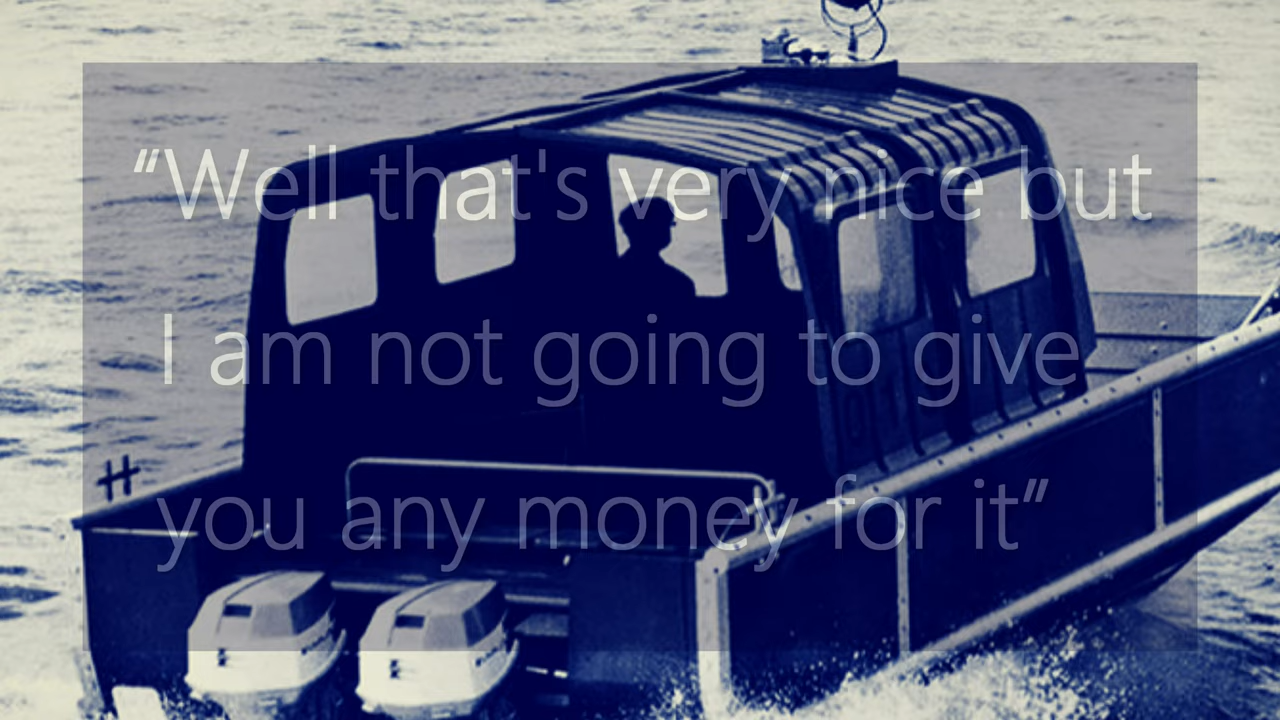 “Well that's very nice but
I am not going to give
you any money for it”